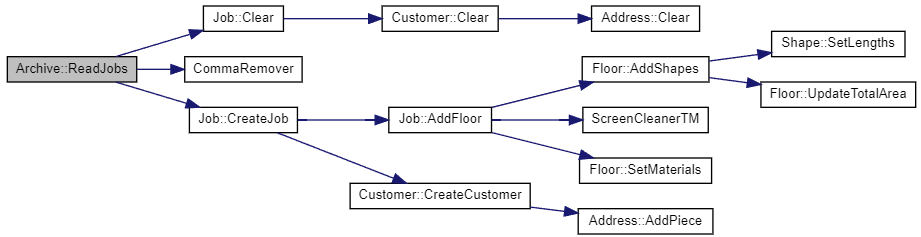 Job::Clear
Customer::Clear
Address::Clear
Shape::SetLengths
Archive::ReadJobs
CommaRemover
Floor::AddShapes
Floor::UpdateTotalArea
Job::CreateJob
Job::AddFloor
ScreenCleanerTM
Floor::SetMaterials
Customer::CreateCustomer
Address::AddPiece